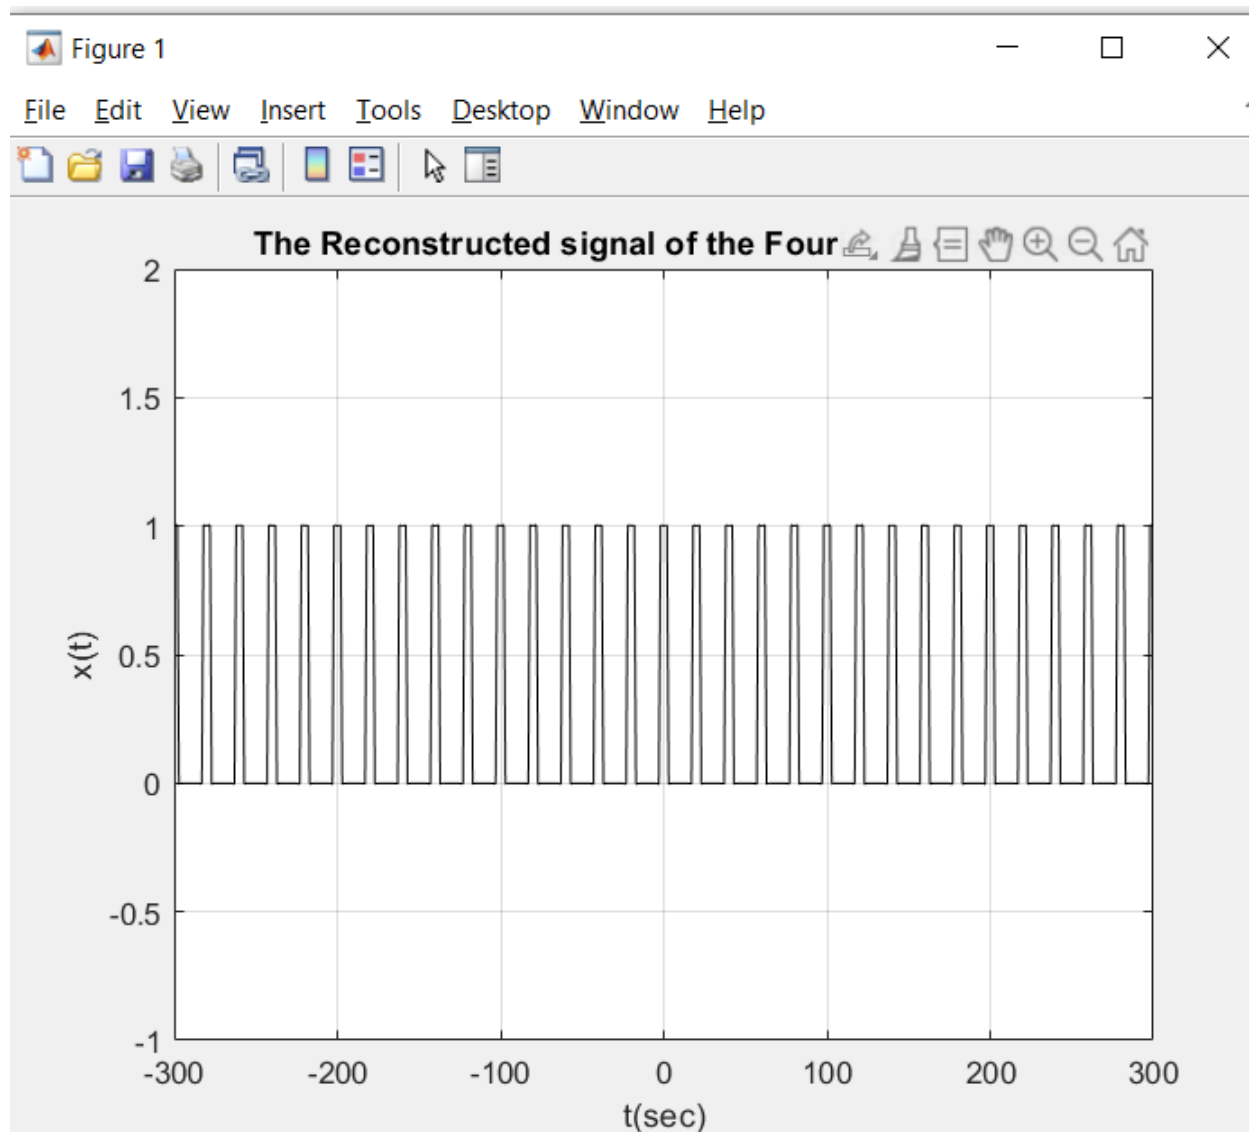 Figure 1
File Edit View Insert Tools Desktop Window Help
The Reconstructed signal of the Four
2
1.5
1
0.5
0
-0.5
-1
x(t)
-300 -200 -100 0 100 200 300
t(sec)